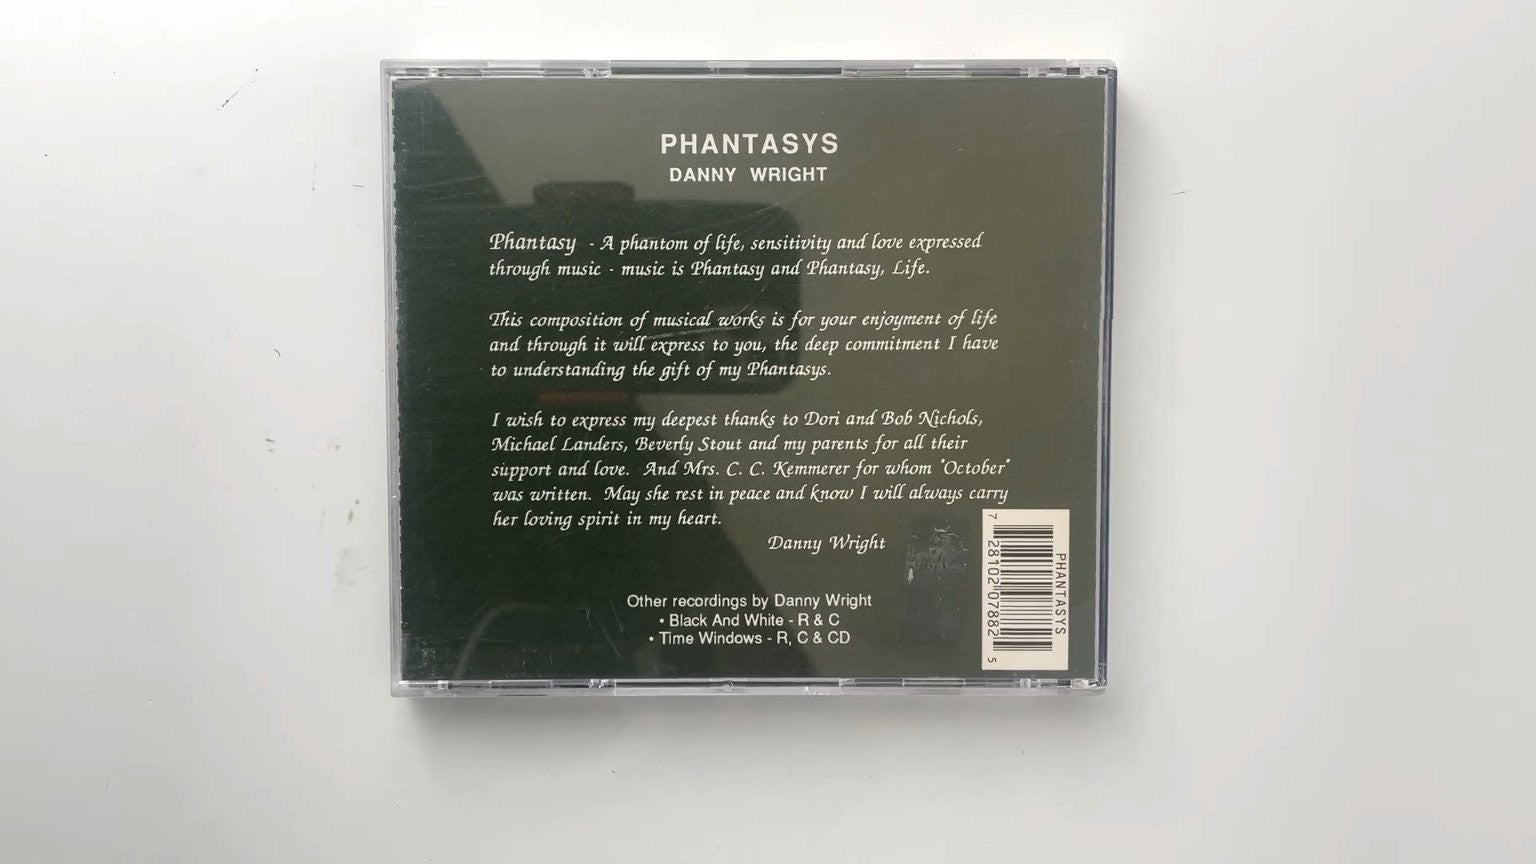 PHANTASYS
DANNY WRIGHT
Phantasy - A phantom of life, sensitivity and love expressed
through music - music is Phantasy and Phantasy, Life.
This composition of musical works is for your enjoyment of life
and through it will express to you, the deep commitment I have
to understanding the gift of my Phantasys.
I wish to express my deepest thanks to Dori and Bob Nichols,
Michael Landers, Beverly Stout and my parents for all their
support and love. And Mrs. C. C. Kemmerer for whom "October"
was written. May she rest in peace and know I will always carry
her loving spirit in my heart.
Danny Wright
Other recordings by Danny Wright
• Black And White - R & C
• Time Windows - R, C & CD
PHANTASYS
7 28102 07882 5